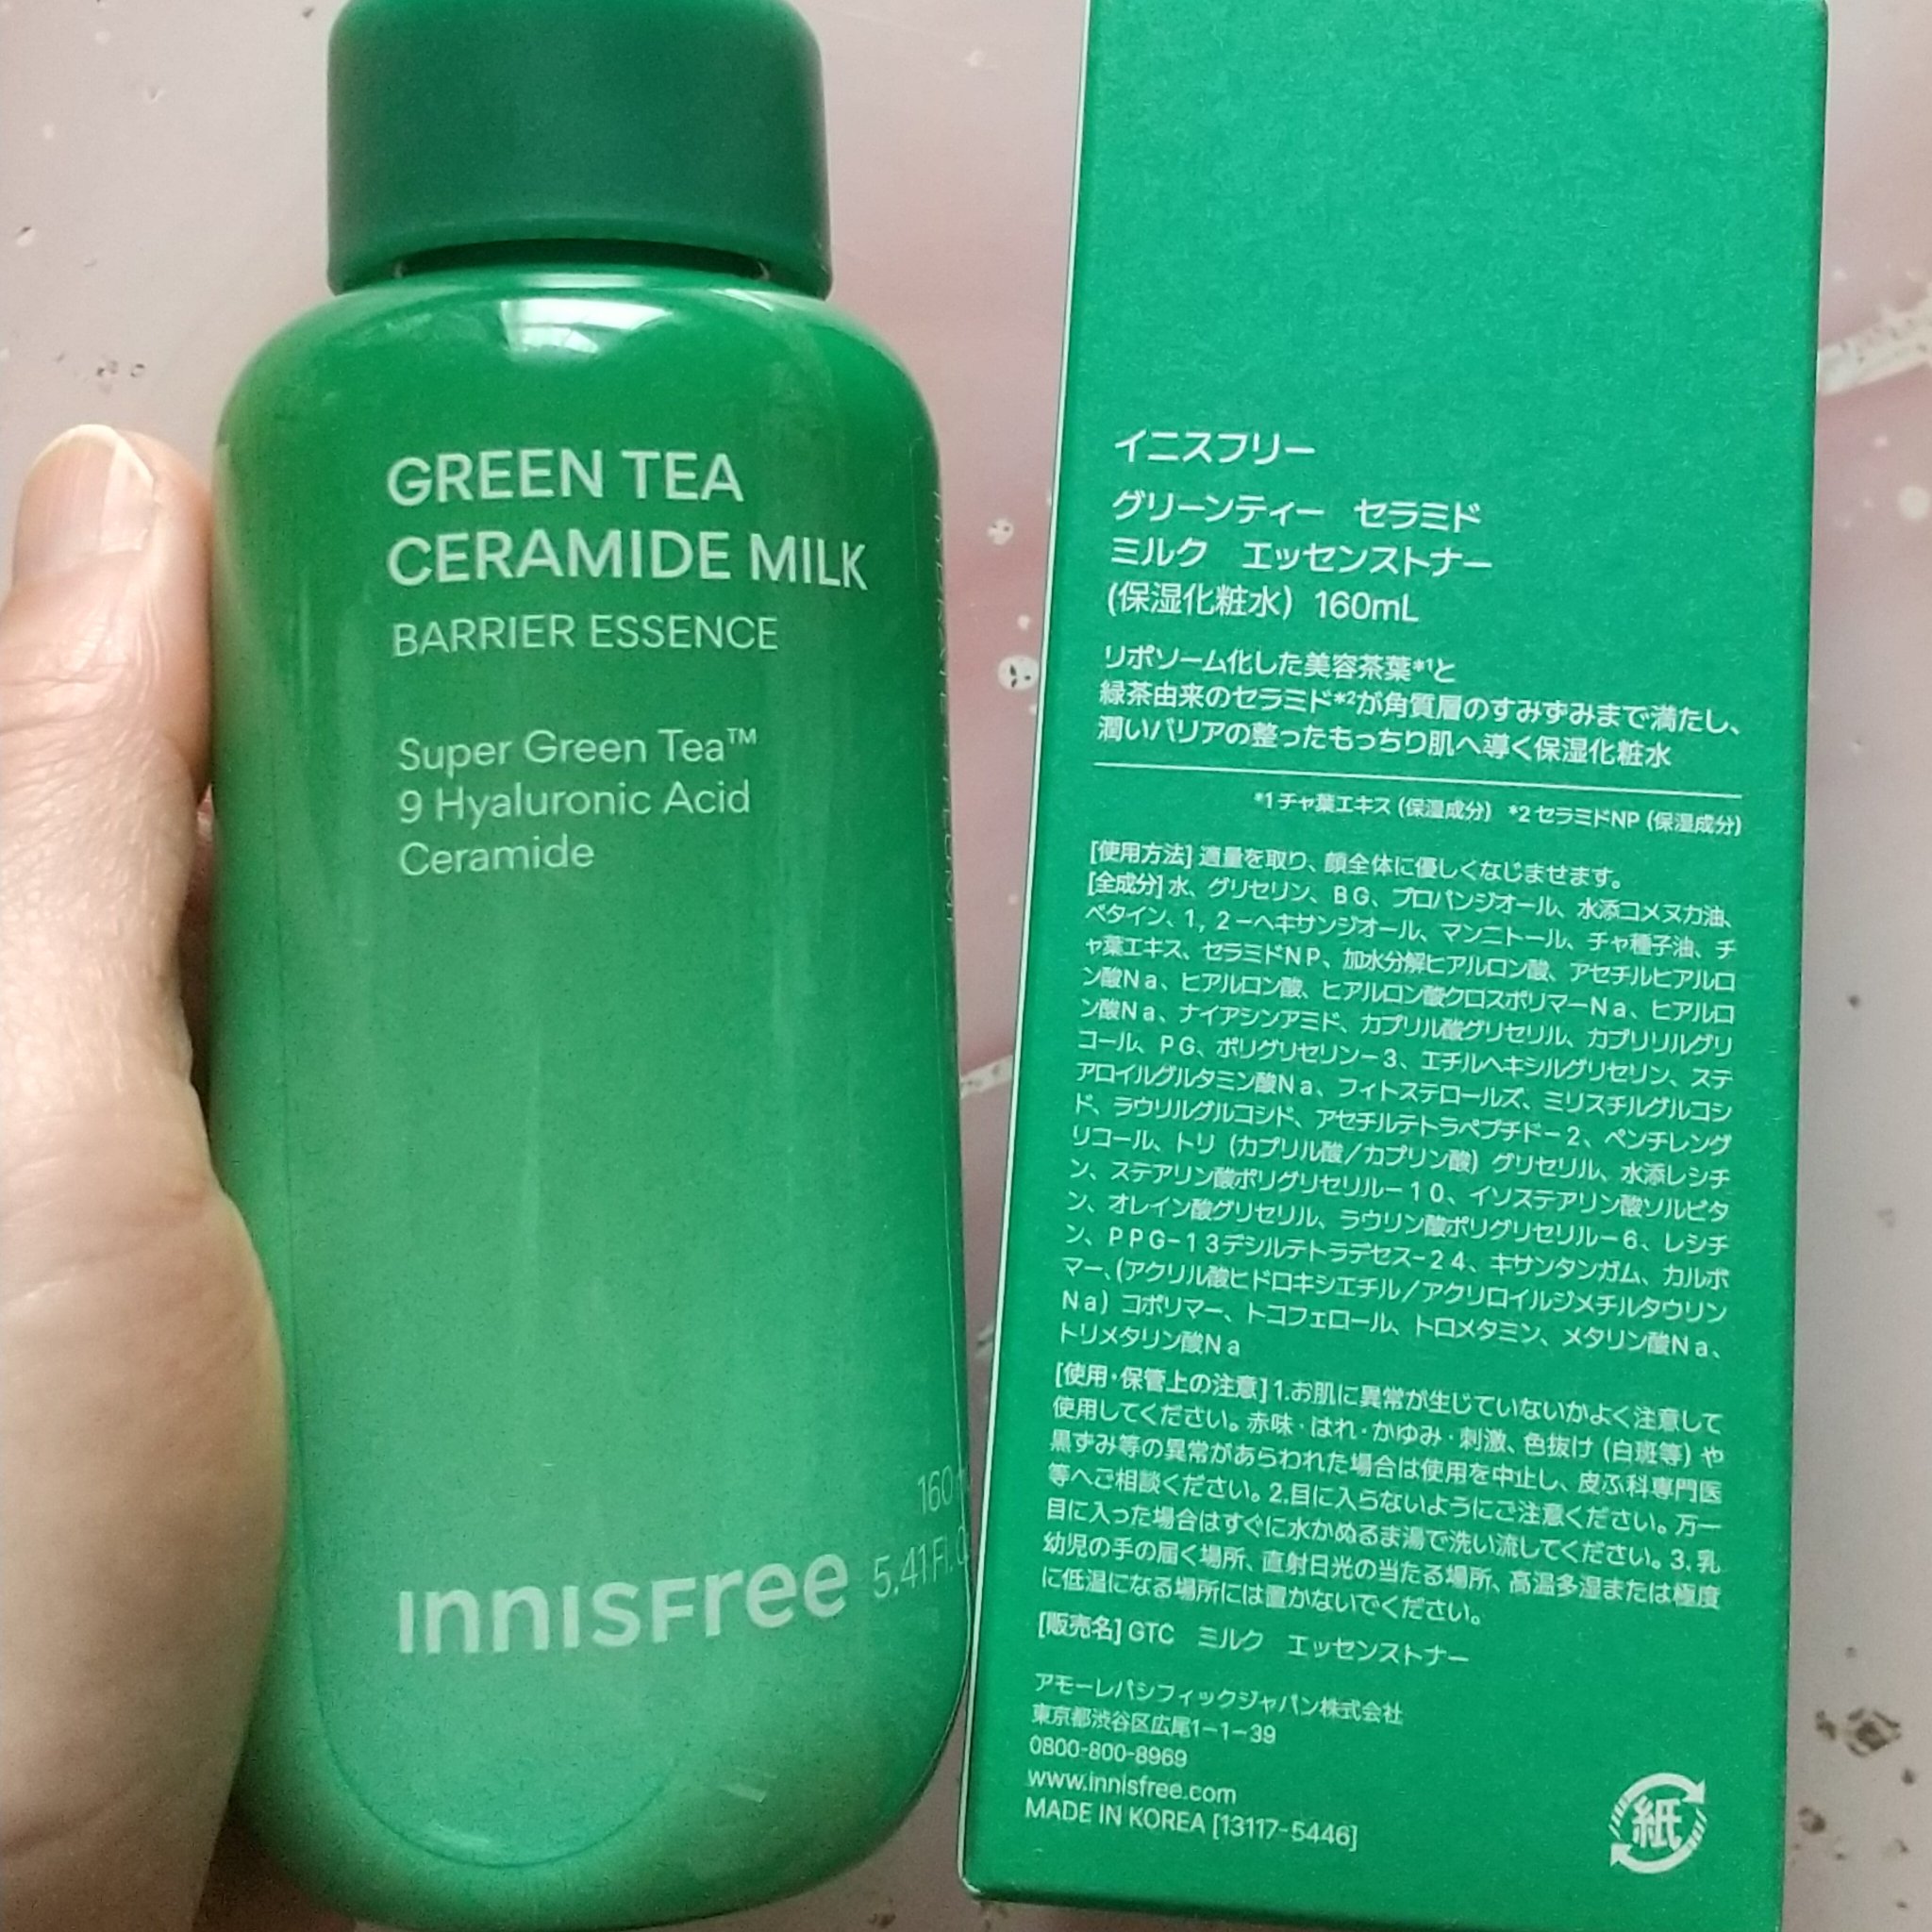 GREEN TEA
CERAMIDE MILK
BARRIER ESSENCE
Super Green Tea™
9 Hyaluronic Acid
Ceramide
160
5.41 Fl.
innisfree
イニスフリー
グリーンティー セラミド
ミルク エッセンストナー
(保湿化粧水) 160mL
リポソーム化した美容茶葉*1と
緑茶由来のセラミド*2が角質層のすみずみまで満たし、
潤いバリアの整ったもっちり肌へ導く保湿化粧水
*1 チャ葉エキス (保湿成分) *2 セラミドNP (保湿成分)
[使用方法] 適量を取り、顔全体に優しくなじませます。
[全成分] 水、グリセリン、BG、プロパンジオール、水添コメヌカ油、
ベタイン、1,2-ヘキサンジオール、マンニトール、チャ種子油、チ
ャ葉エキス、セラミドNP、加水分解ヒアルロン酸、アセチルヒアルロ
ン酸Na、ヒアルロン酸、ヒアルロン酸クロスポリマーNa、ヒアルロ
ン酸Na、ナイアシンアミド、カプリル酸グリセリル、カプリリルグリ
コール、PG、ポリグリセリン-3、エチルヘキシルグリセリン、ステ
アロイルグルタミン酸Na、フィトステロールズ、ミリスチルグルコシ
ド、ラウリルグルコシド、アセチルテトラペプチド-2、ペンチレング
リコール、トリ (カプリル酸/カプリン酸) グリセリル、水添レシチ
ン、ステアリン酸ポリグリセリル-10、イソステアリン酸ソルビタ
ン、オレイン酸グリセリル、ラウリン酸ポリグリセリル-6、レシチ
ン、PPG-13デシルテトラデセス-24、キサンタンガム、カルボ
マー、(アクリル酸ヒドロキシエチル/アクリロイルジメチルタウリン
Na) コポリマー、トコフェロール、トロメタミン、メタリン酸Na、
トリメタリン酸Na
[使用・保管上の注意] 1.お肌に異常が生じていないかよく注意して
使用してください。赤味・はれ・かゆみ・刺激、色抜け (白斑等) や
黒ずみ等の異常があらわれた場合は使用を中止し、皮ふ科専門医
等へご相談ください。2.目に入らないようにご注意ください。万一
目に入った場合はすぐに水かぬるま湯で洗い流してください。3.乳
幼児の手の届く場所、直射日光の当たる場所、高温多湿または極度
に低温になる場所には置かないでください。
[販売名] GTC ミルク エッセンストナー
アモーレパシフィックジャパン株式会社
東京都渋谷区広尾1-1-39
0800-800-8969
www.innisfree.com
MADE IN KOREA [13117-5446]
紙